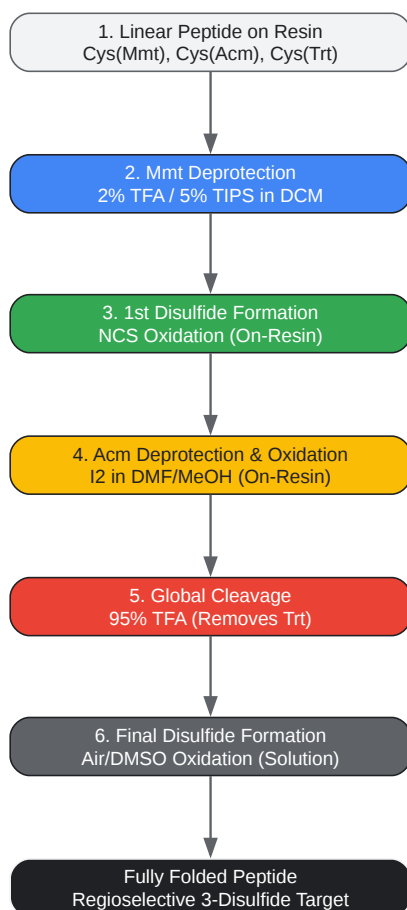 1. Linear Peptide on Resin
Cys(Mmt), Cys(Acm), Cys(Trt)
2. Mmt Deprotection
2% TFA / 5% TIPS in DCM
3. 1st Disulfide Formation
NCS Oxidation (On-Resin)
4. Acm Deprotection & Oxidation
I2 in DMF/MeOH (On-Resin)
5. Global Cleavage
95% TFA (Removes Trt)
6. Final Disulfide Formation
Air/DMSO Oxidation (Solution)
Fully Folded Peptide
Regioselective 3-Disulfide Target